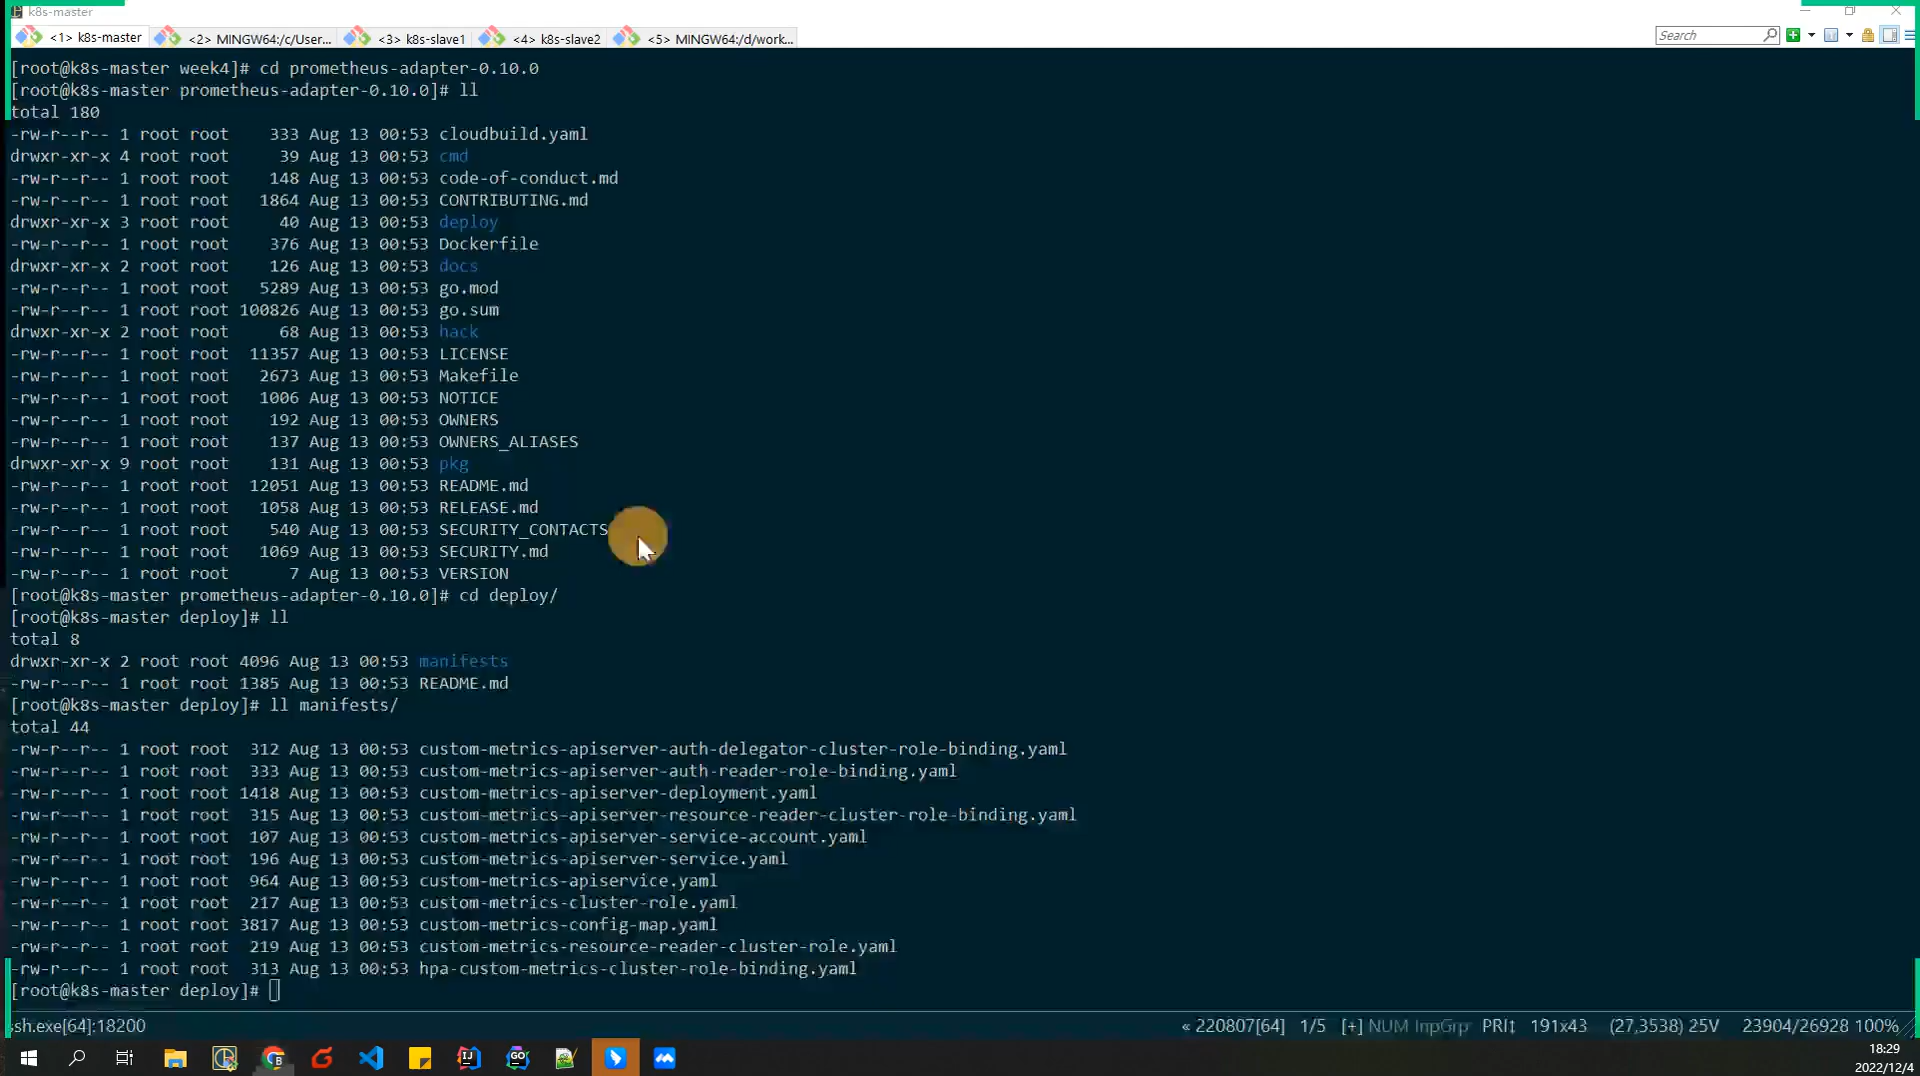 k8s-master
<1> k8s-master <2> MINGW64:/c/User... <3> k8s-slave1 <4> k8s-slave2 <5> MINGW64:/d/work... Search
[root@k8s-master week4]# cd prometheus-adapter-0.10.0
[root@k8s-master prometheus-adapter-0.10.0]# ll
total 180
-rw-r--r-- 1 root root 333 Aug 13 00:53 cloudbuild.yaml
drwxr-xr-x 4 root root 39 Aug 13 00:53 cmd
-rw-r--r-- 1 root root 148 Aug 13 00:53 code-of-conduct.md
-rw-r--r-- 1 root root 1864 Aug 13 00:53 CONTRIBUTING.md
drwxr-xr-x 3 root root 40 Aug 13 00:53 deploy
-rw-r--r-- 1 root root 376 Aug 13 00:53 Dockerfile
drwxr-xr-x 2 root root 126 Aug 13 00:53 docs
-rw-r--r-- 1 root root 5289 Aug 13 00:53 go.mod
-rw-r--r-- 1 root root 100826 Aug 13 00:53 go.sum
drwxr-xr-x 2 root root 68 Aug 13 00:53 hack
-rw-r--r-- 1 root root 11357 Aug 13 00:53 LICENSE
-rw-r--r-- 1 root root 2673 Aug 13 00:53 Makefile
-rw-r--r-- 1 root root 1006 Aug 13 00:53 NOTICE
-rw-r--r-- 1 root root 192 Aug 13 00:53 OWNERS
-rw-r--r-- 1 root root 137 Aug 13 00:53 OWNERS_ALIASES
drwxr-xr-x 9 root root 131 Aug 13 00:53 pkg
-rw-r--r-- 1 root root 12051 Aug 13 00:53 README.md
-rw-r--r-- 1 root root 1058 Aug 13 00:53 RELEASE.md
-rw-r--r-- 1 root root 540 Aug 13 00:53 SECURITY_CONTACTS
-rw-r--r-- 1 root root 1069 Aug 13 00:53 SECURITY.md
-rw-r--r-- 1 root root 7 Aug 13 00:53 VERSION
[root@k8s-master prometheus-adapter-0.10.0]# cd deploy/
[root@k8s-master deploy]# ll
total 8
drwxr-xr-x 2 root root 4096 Aug 13 00:53 manifests
-rw-r--r-- 1 root root 1385 Aug 13 00:53 README.md
[root@k8s-master deploy]# ll manifests/
total 44
-rw-r--r-- 1 root root 312 Aug 13 00:53 custom-metrics-apiserver-auth-delegator-cluster-role-binding.yaml
-rw-r--r-- 1 root root 333 Aug 13 00:53 custom-metrics-apiserver-auth-reader-role-binding.yaml
-rw-r--r-- 1 root root 1418 Aug 13 00:53 custom-metrics-apiserver-deployment.yaml
-rw-r--r-- 1 root root 315 Aug 13 00:53 custom-metrics-apiserver-resource-reader-cluster-role-binding.yaml
-rw-r--r-- 1 root root 107 Aug 13 00:53 custom-metrics-apiserver-service-account.yaml
-rw-r--r-- 1 root root 196 Aug 13 00:53 custom-metrics-apiserver-service.yaml
-rw-r--r-- 1 root root 964 Aug 13 00:53 custom-metrics-apiservice.yaml
-rw-r--r-- 1 root root 217 Aug 13 00:53 custom-metrics-cluster-role.yaml
-rw-r--r-- 1 root root 3817 Aug 13 00:53 custom-metrics-config-map.yaml
-rw-r--r-- 1 root root 219 Aug 13 00:53 custom-metrics-resource-reader-cluster-role.yaml
-rw-r--r-- 1 root root 313 Aug 13 00:53 hpa-custom-metrics-cluster-role-binding.yaml
[root@k8s-master deploy]#
sh.exe[64]:18200 « 220807[64] 1/5 [+] NUM InpGrp PRI↕ 191x43 (27,3538) 25V 23904/26928 100%
18:29
2022/12/4